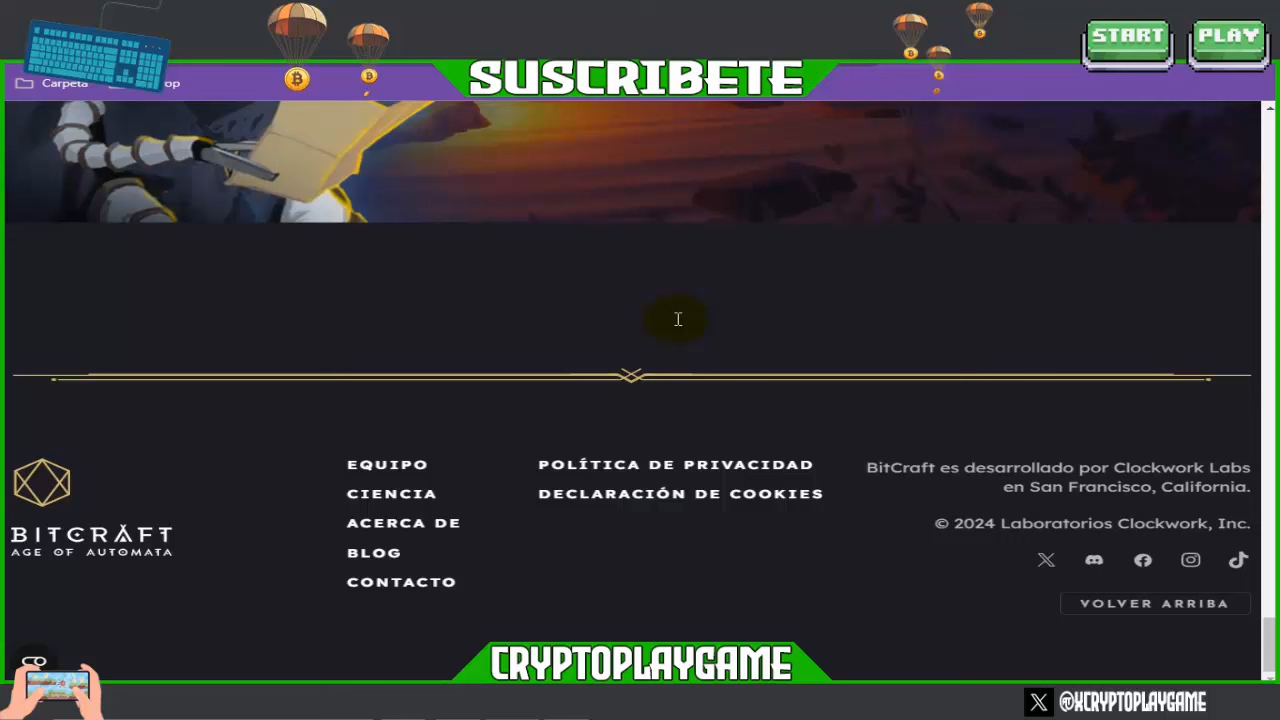 START
PLAY
SUSCRIBETE
Carpeta
op
EQUIPO
CIENCIA
ACERCA DE
BLOG
CONTACTO
POLÍTICA DE PRIVACIDAD
DECLARACIÓN DE COOKIES
BitCraft es desarrollado por Clockwork Labs
en San Francisco, California.
© 2024 Laboratorios Clockwork, Inc.
VOLVER ARRIBA
BITCRAFT
AGE OF AUTOMATA
CRYPTOPLAYGAME
@XCRYPTOPLAYGAME